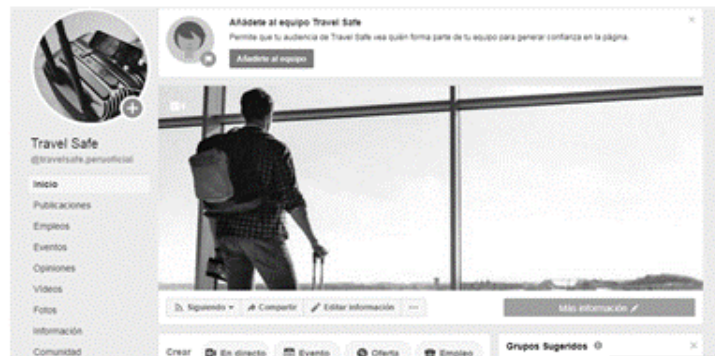 Añádete al equipo Travel Safe
Permite que tu audiencia de Travel Safe vea quién forma parte de tu equipo para generar confianza en la página.
Añádete al equipo
Travel Safe
@travelsafe.peruoficial
Inicio
Publicaciones
Empleos
Eventos
Opiniones
Vídeos
Fotos
Información
Comunidad
Siguiendo
Compartir
Editar información
Más información
Crear
En directo
Evento
Oferta
Empleo
Grupos Sugeridos